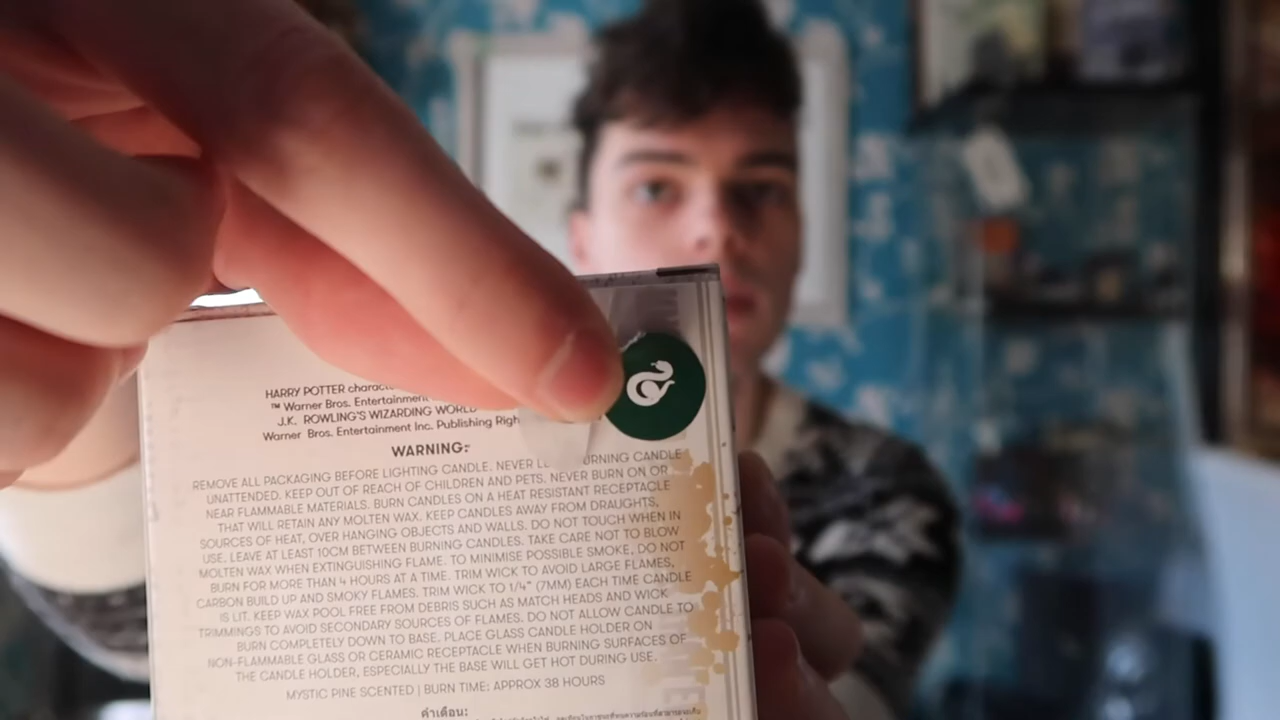 HARRY POTTER
™ Warner Bros. Entertainment
J.K. ROWLING'S WIZARDING WORLD
Warner Bros. Entertainment Inc. Publishing
WARNING:
REMOVE ALL PACKAGING BEFORE LIGHTING CANDLE. NEVER CANDLE
UNATTENDED. KEEP OUT OF REACH OF CHILDREN AND PETS. NEVER BURN ON OR
NEAR FLAMMABLE MATERIALS. BURN CANDLES ON A HEAT RESISTANT RECEPTACLE
THAT WILL RETAIN ANY MOLTEN WAX. KEEP CANDLES AWAY FROM DRAUGHTS,
SOURCES OF HEAT, OVER HANGING OBJECTS AND WALLS. DO NOT TOUCH WHEN IN
USE. LEAVE AT LEAST 10CM BETWEEN BURNING CANDLES. TAKE CARE NOT TO BLOW
MOLTEN WAX WHEN EXTINGUISHING FLAME. TO MINIMISE POSSIBLE SMOKE, DO NOT
BURN FOR MORE THAN 4 HOURS AT A TIME. TRIM WICK TO AVOID LARGE FLAMES,
CARBON BUILD UP AND SMOKY FLAMES. TRIM WICK TO 1/4" (7MM) EACH TIME CANDLE
IS LIT. KEEP WAX POOL FREE FROM DEBRIS SUCH AS MATCH HEADS AND WICK
TRIMMINGS TO AVOID SECONDARY SOURCES OF FLAMES. DO NOT ALLOW CANDLE TO
BURN COMPLETELY DOWN TO BASE. PLACE GLASS CANDLE HOLDER ON
NON-FLAMMABLE GLASS OR CERAMIC RECEPTACLE WHEN BURNING SURFACES OF
THE CANDLE HOLDER, ESPECIALLY THE BASE WILL GET HOT DURING USE.
MYSTIC PINE SCENTED | BURN TIME: APPROX 38 HOURS
คำเตือน: